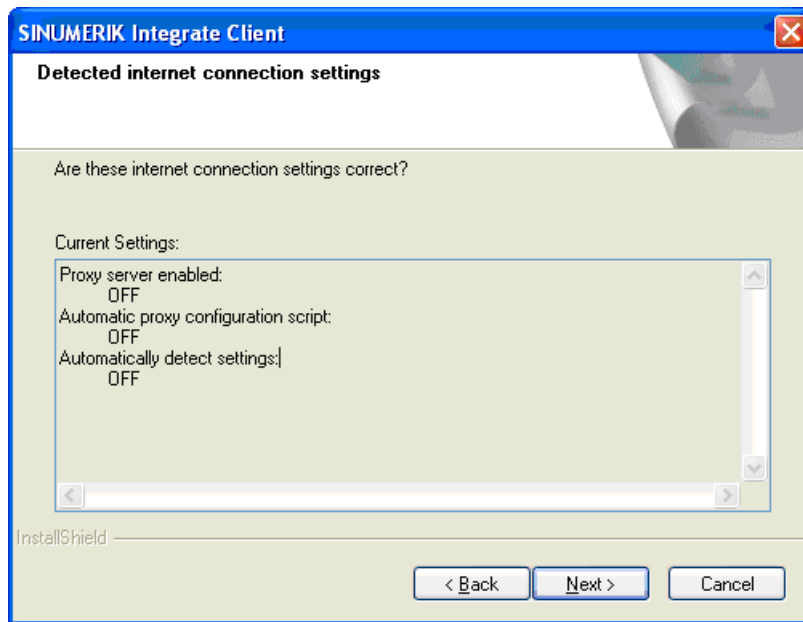 SINUMERIK Integrate Client
Detected internet connection settings
Are these internet connection settings correct?
Current Settings:
Proxy server enabled:
OFF
Automatic proxy configuration script:
OFF
Automatically detect settings:
OFF
InstallShield
< Back Next > Cancel